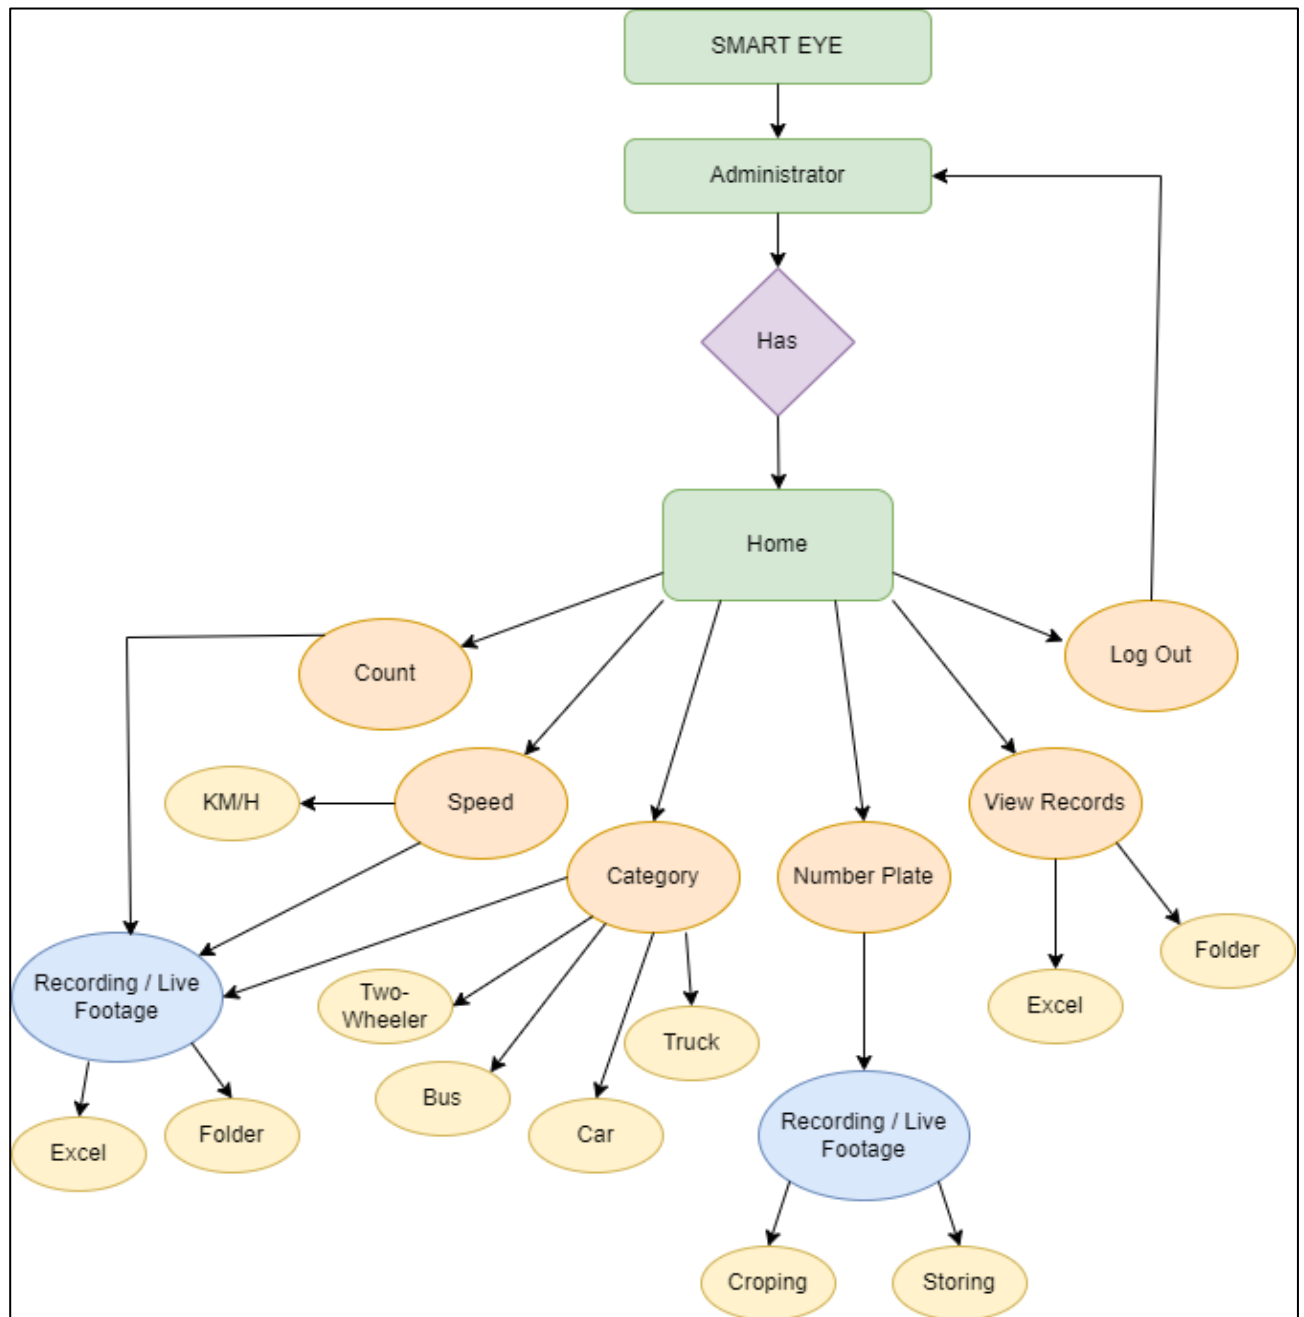 SMART EYE
Administrator
Has
Home
Count
Log Out
KM/H
Speed
View Records
Category
Number Plate
Folder
Recording / Live
Footage
Two-
Wheeler
Excel
Truck
Bus
Car
Recording / Live
Footage
Excel
Folder
Croping
Storing